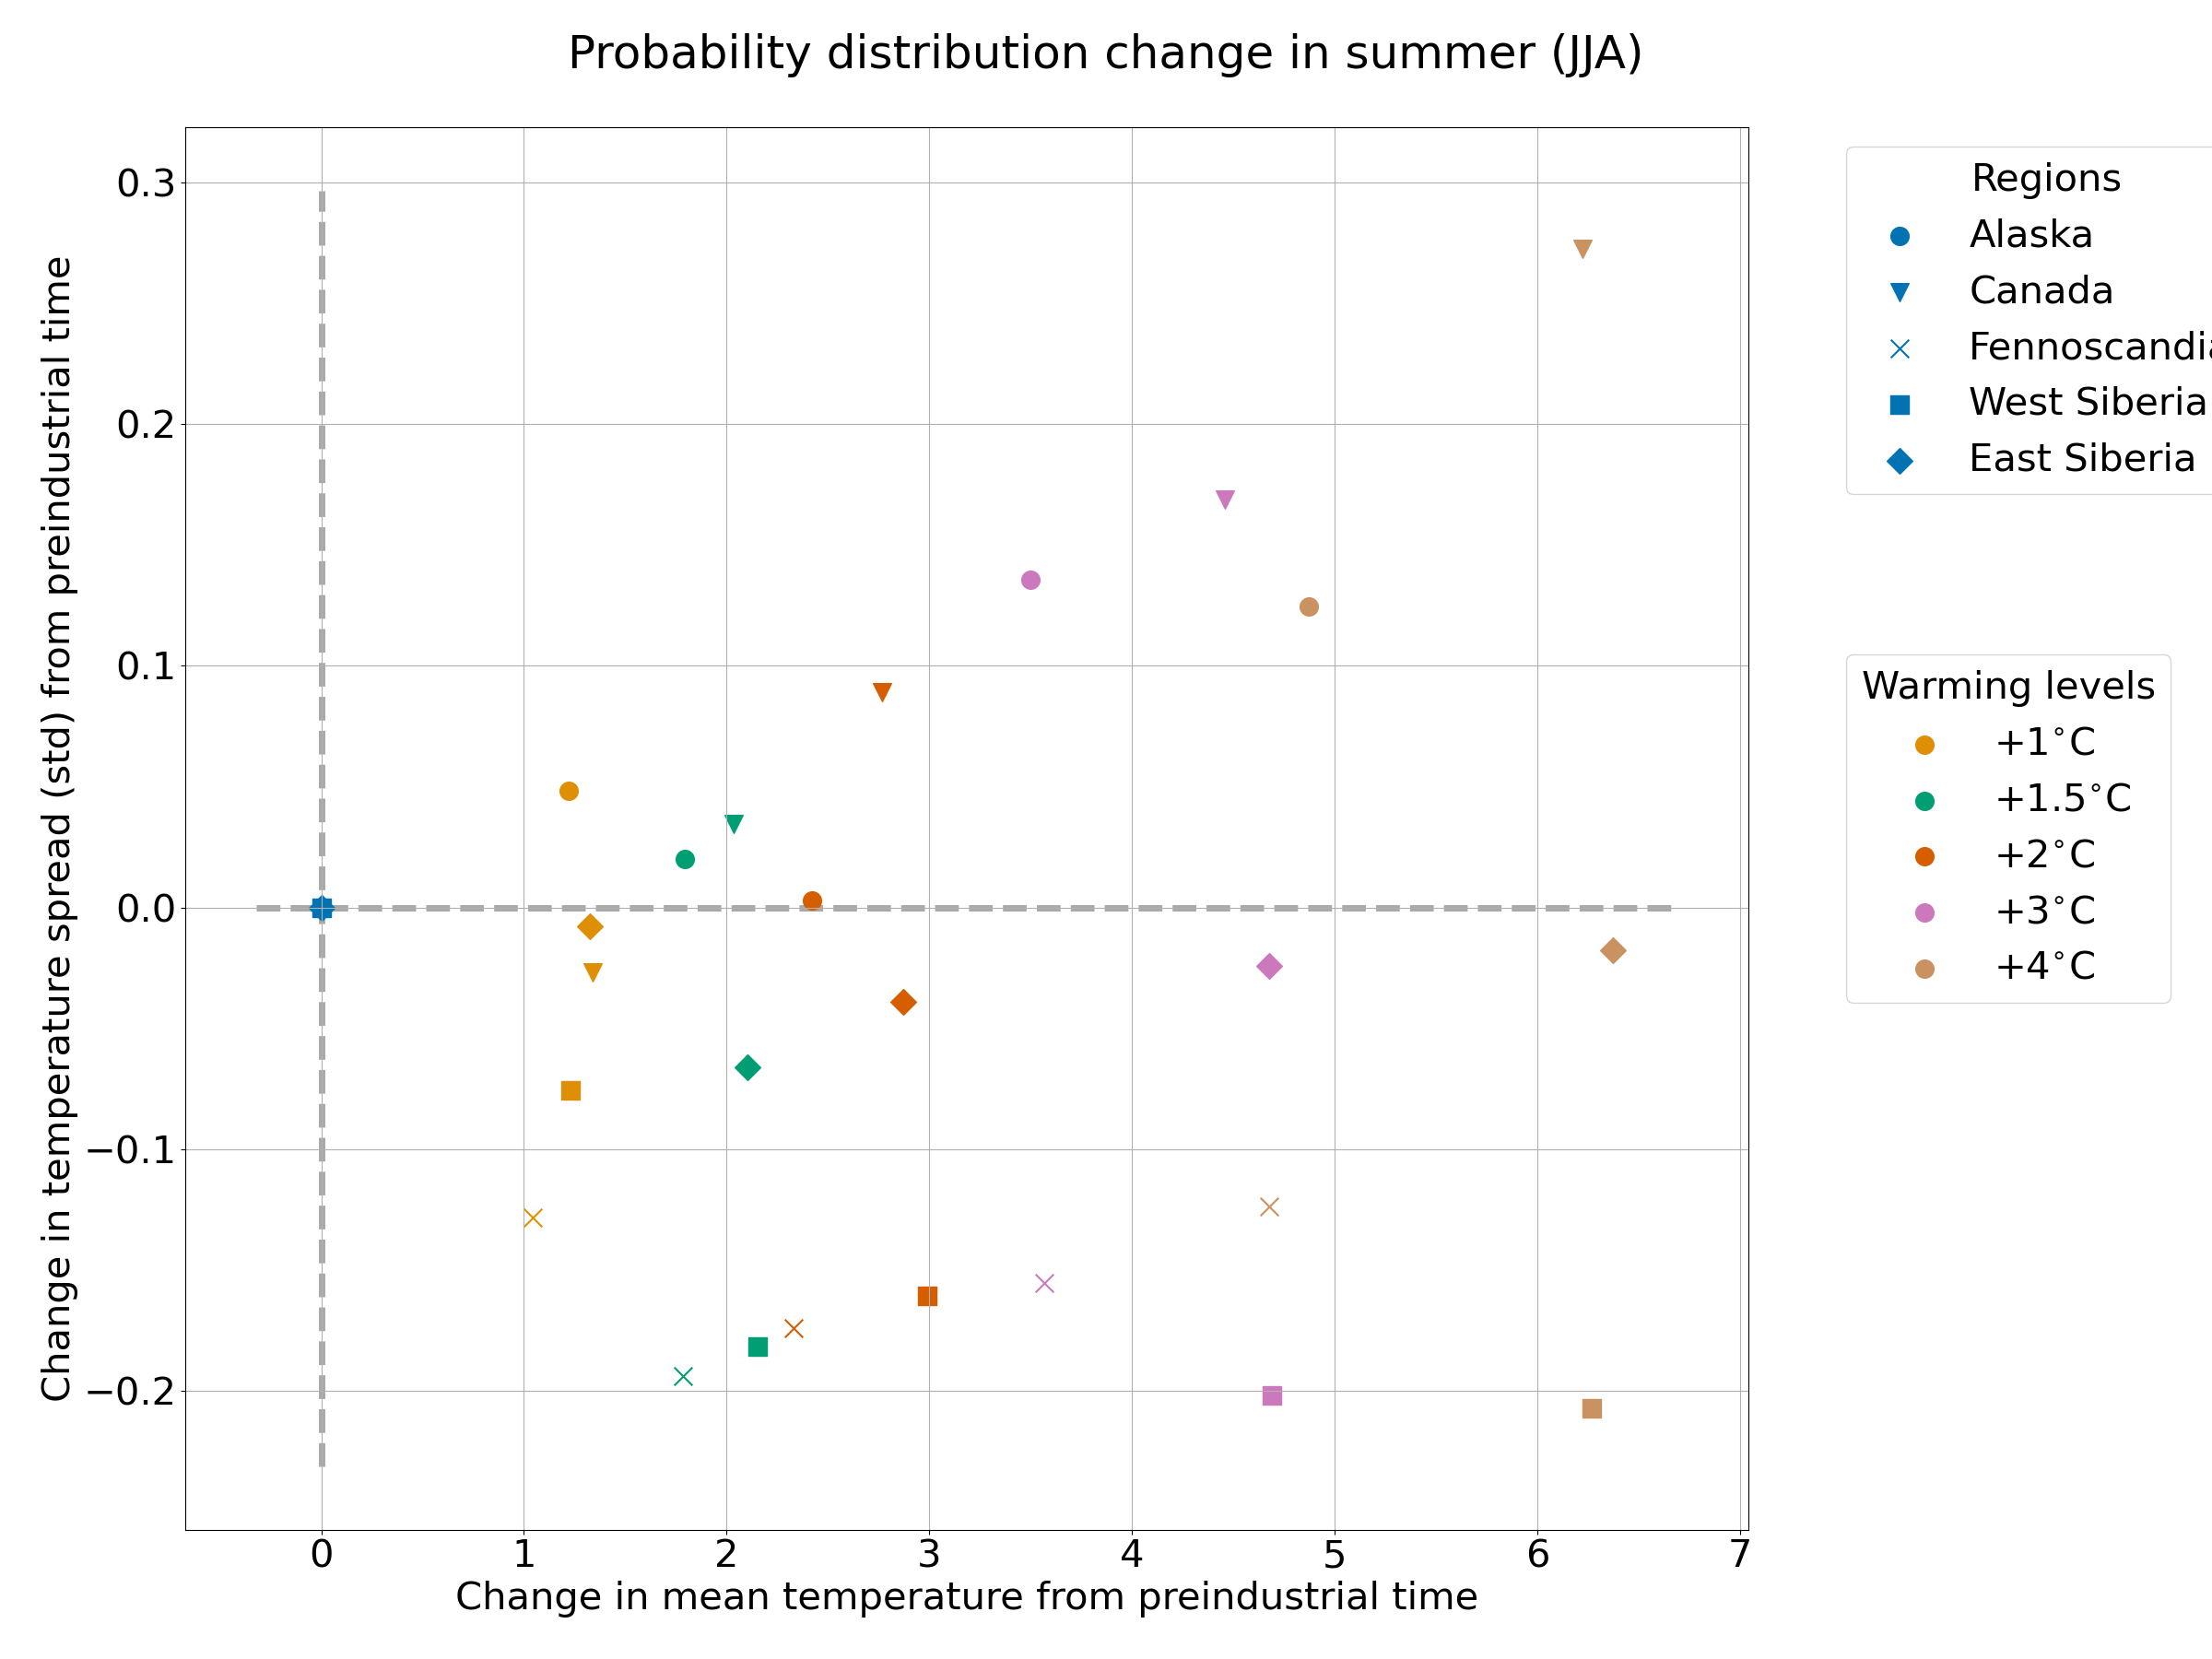 Probability distribution change in summer (JJA)
Change in temperature spread (std) from preindustrial time
0.3
0.2
0.1
0.0
−0.1
−0.2
0 1 2 3 4 5 6 7
Change in mean temperature from preindustrial time
Regions
Alaska
Canada
Fennoscandia
West Siberia
East Siberia
Warming levels
+1°C
+1.5°C
+2°C
+3°C
+4°C